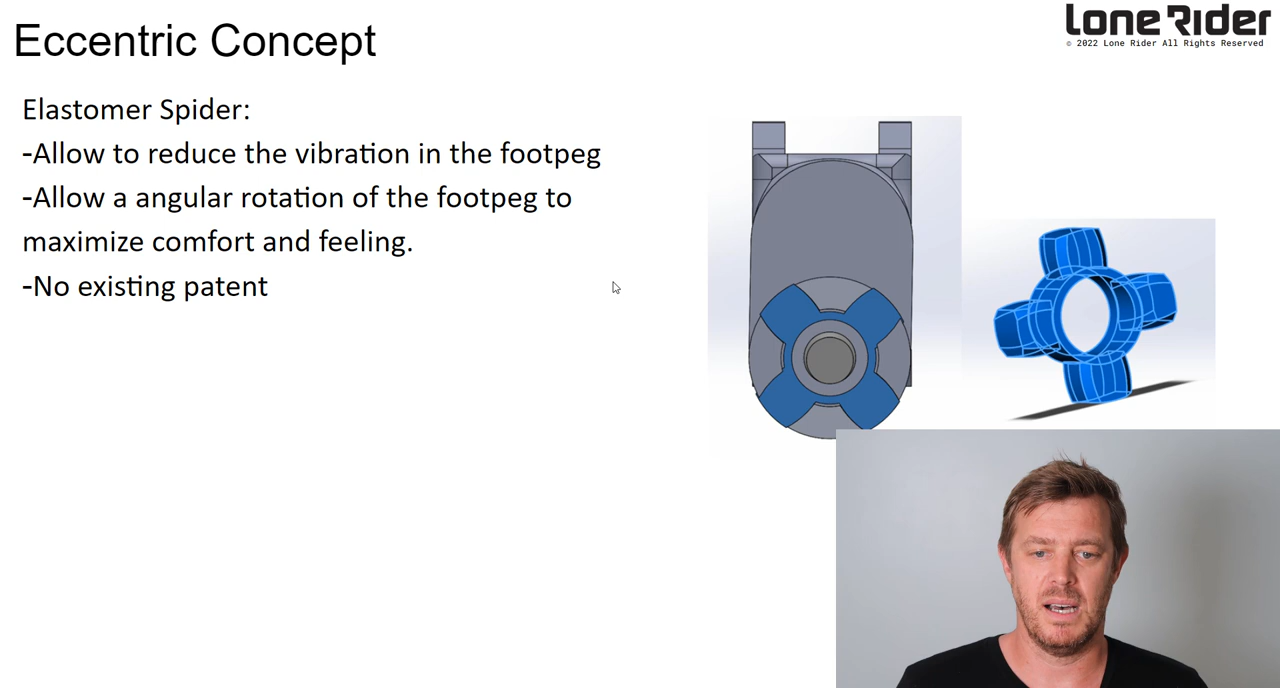 Eccentric Concept
Lone Rider
© 2022 Lone Rider All Rights Reserved
Elastomer Spider:
-Allow to reduce the vibration in the footpeg
-Allow a angular rotation of the footpeg to
maximize comfort and feeling.
-No existing patent